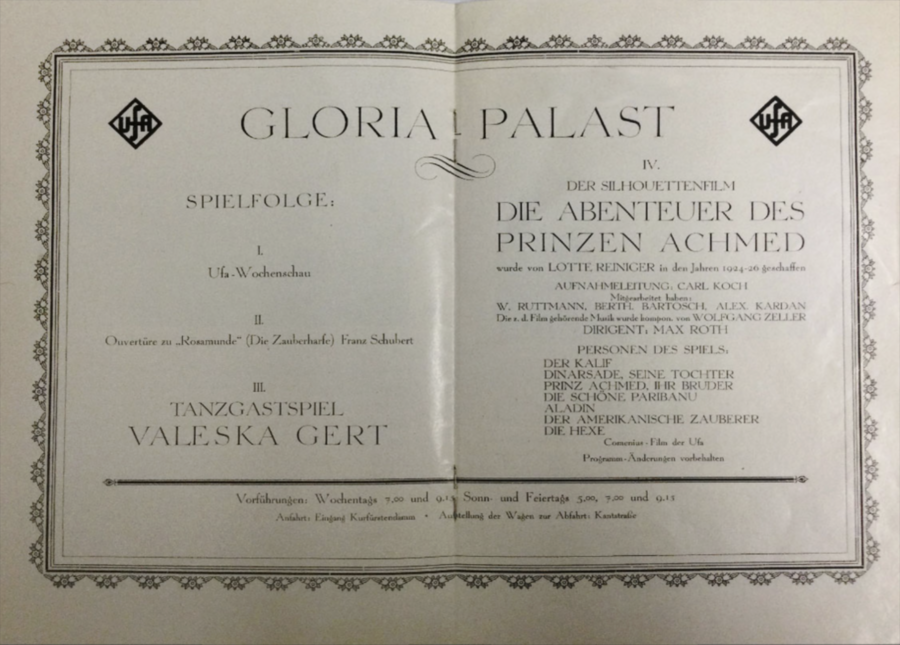 Ufa
GLORIA-PALAST
Ufa
SPIELFOLGE:
I.
Ufa-Wochenschau
II.
Ouvertüre zu „Rosamunde“ (Die Zauberharfe) Franz Schubert
III.
TANZGASTSPIEL
VALESKA GERT
IV.
DER SILHOUETTENFILM
DIE ABENTEUER DES
PRINZEN ACHMED
wurde von LOTTE REINIGER in den Jahren 1924-26 geschaffen
AUFNAHMELEITUNG: CARL KOCH
Mitgearbeitet haben:
W. RUTTMANN, BERTH. BARTOSCH, ALEX. KARDAN
Die z. d. Film gehörende Musik wurde kompon. von WOLFGANG ZELLER
DIRIGENT: MAX ROTH
PERSONEN DES SPIELS:
DER KALIF
DINARSADE, SEINE TOCHTER
PRINZ ACHMED, IHR BRUDER
DIE SCHÖNE PARIBANU
ALADIN
DER AMERIKANISCHE ZAUBERER
DIE HEXE
Comenius-Film der Ufa
Programm-Änderungen vorbehalten
Vorführungen: Wochentags 7,00 und 9.15 Sonn- und Feiertags 5,00, 7,00 und 9.15
Anfahrt: Eingang Kurfürstendamm • Aufstellung der Wagen zur Abfahrt: Kantstraße